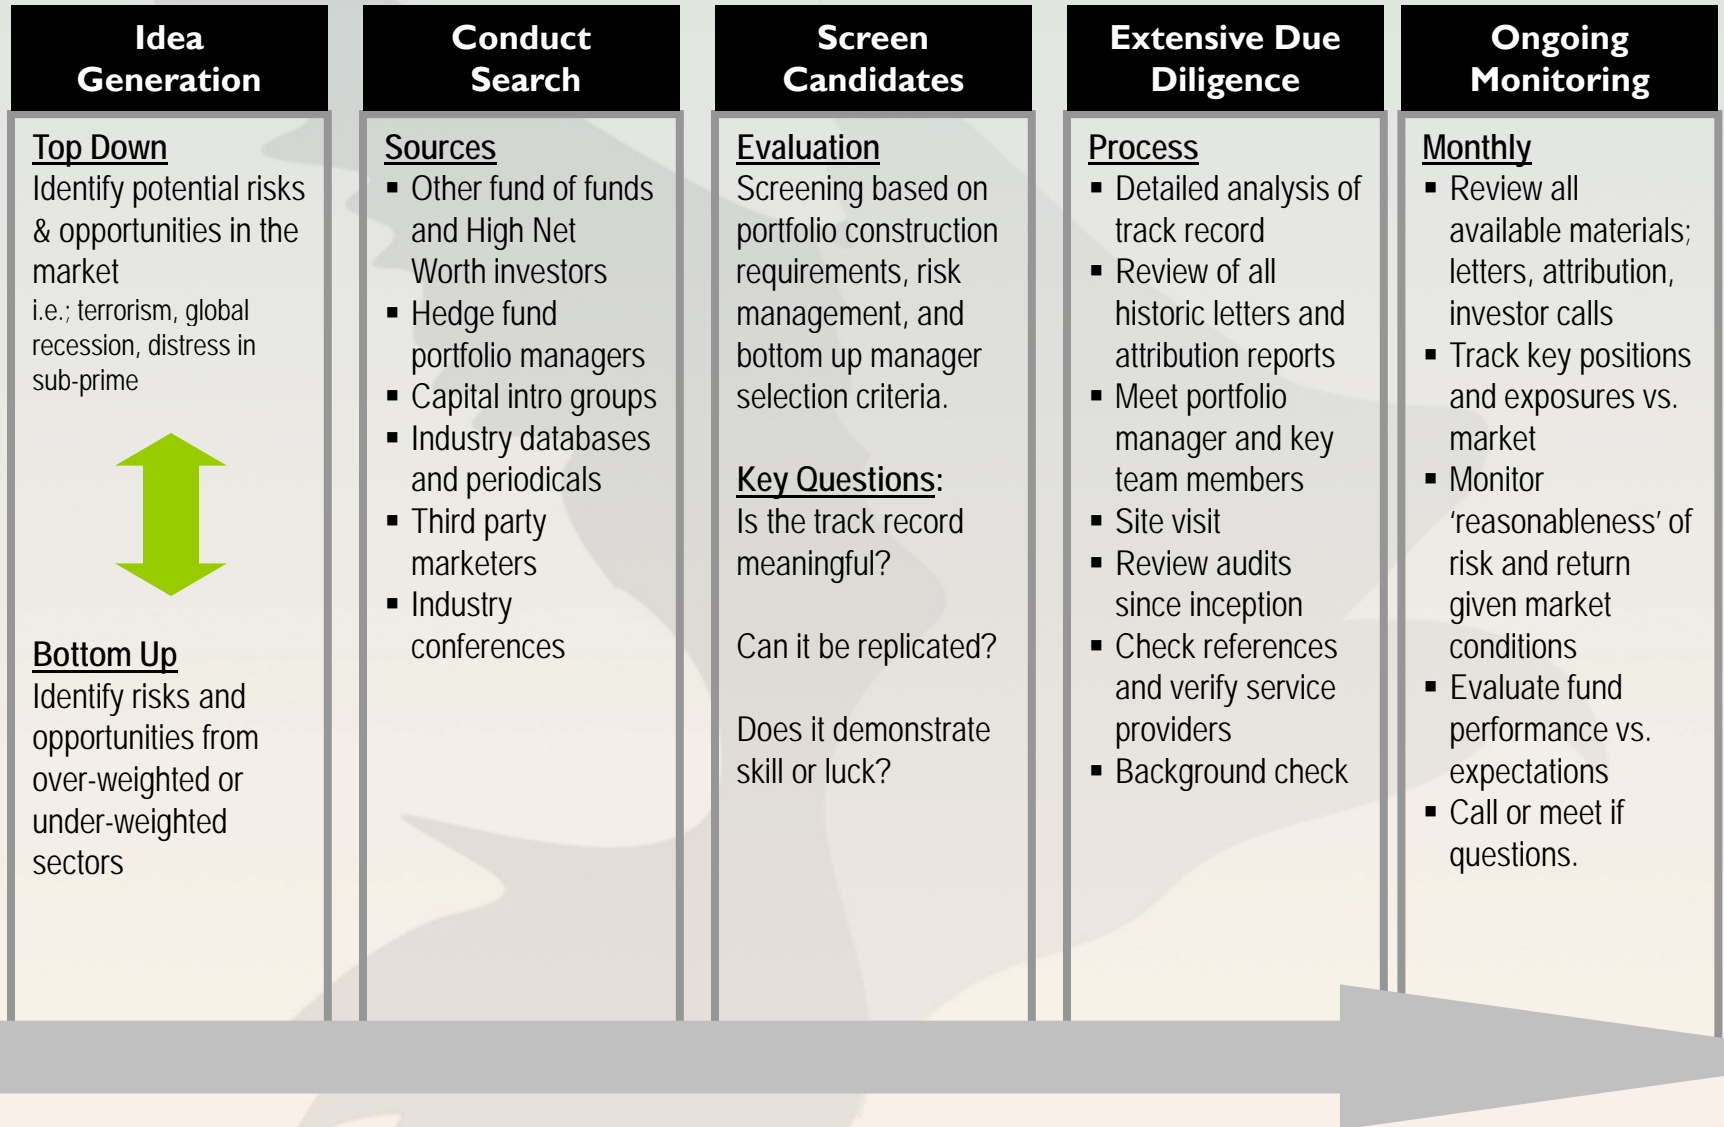 Idea
Generation
Top Down
Identify potential risks
& opportunities in the
market
i.e.; terrorism, global
recession, distress in
sub-prime
Bottom Up
Identify risks and
opportunities from
over-weighted or
under-weighted
sectors
Conduct
Search
Sources
▪ Other fund of funds
and High Net
Worth investors
▪ Hedge fund
portfolio managers
▪ Capital intro groups
▪ Industry databases
and periodicals
▪ Third party
marketers
▪ Industry
conferences
Screen
Candidates
Evaluation
Screening based on
portfolio construction
requirements, risk
management, and
bottom up manager
selection criteria.
Key Questions:
Is the track record
meaningful?
Can it be replicated?
Does it demonstrate
skill or luck?
Extensive Due
Diligence
Process
▪ Detailed analysis of
track record
▪ Review of all
historic letters and
attribution reports
▪ Meet portfolio
manager and key
team members
▪ Site visit
▪ Review audits
since inception
▪ Check references
and verify service
providers
▪ Background check
Ongoing
Monitoring
Monthly
▪ Review all
available materials;
letters, attribution,
investor calls
▪ Track key positions
and exposures vs.
market
▪ Monitor
‘reasonableness’ of
risk and return
given market
conditions
▪ Evaluate fund
performance vs.
expectations
▪ Call or meet if
questions.